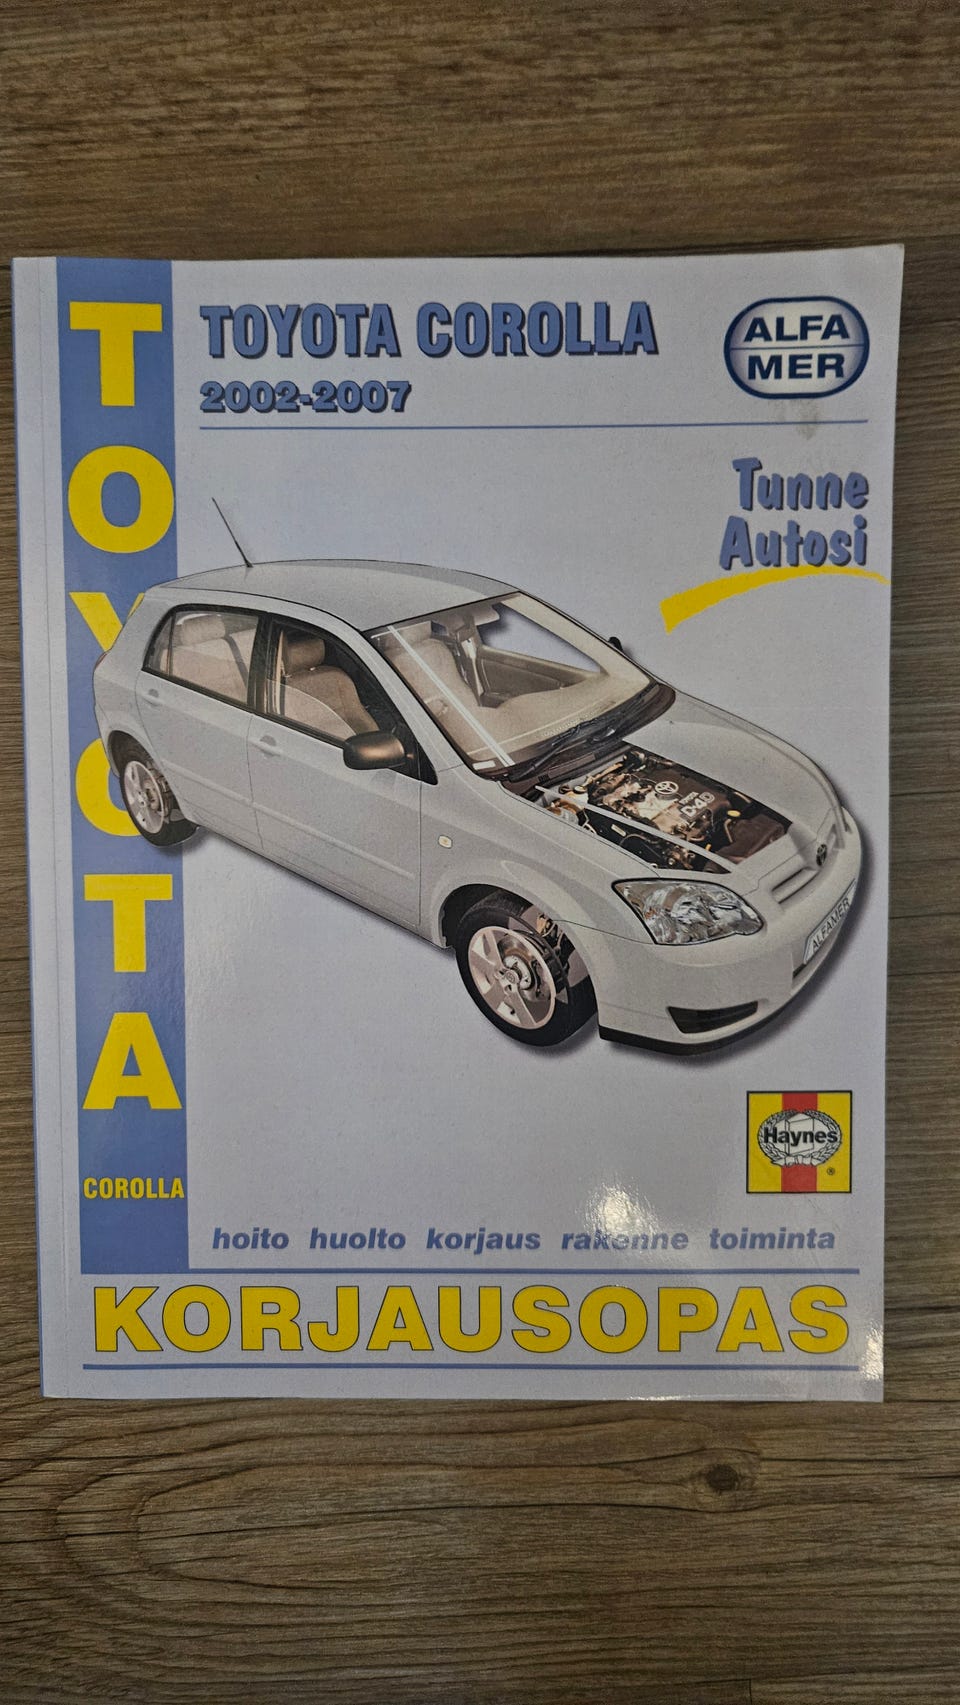 TOYOTA
COROLLA
TOYOTA COROLLA
2002-2007
ALFA
MER
Tunne
Autosi
TOYOTA
D-4D
ALFAMER
Haynes
®
hoito huolto korjaus rakenne toiminta
KORJAUSOPAS